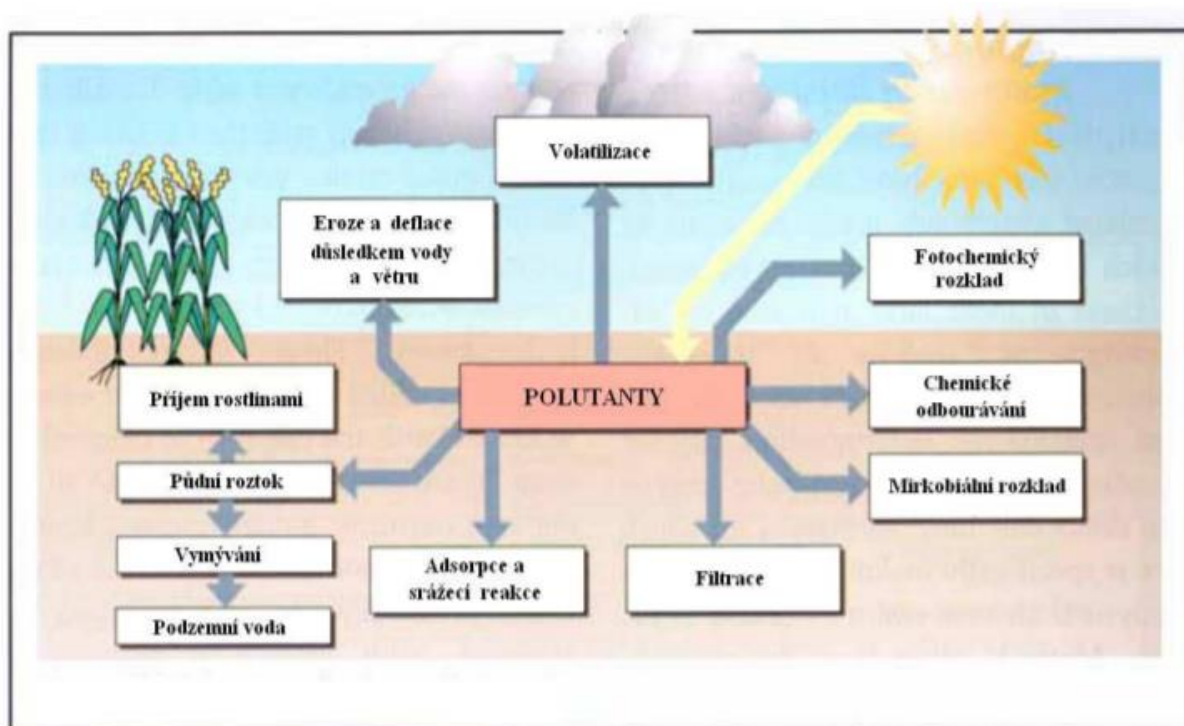 Volatilizace
Eroze a deflace
důsledkem vody
a větru
Fotochemický
rozklad
Příjem rostlinami
POLUTANTY
Chemické
odbourávání
Půdní roztok
Mirkobiální rozklad
Vymývání
Adsorpce a
srážecí reakce
Filtrace
Podzemní voda